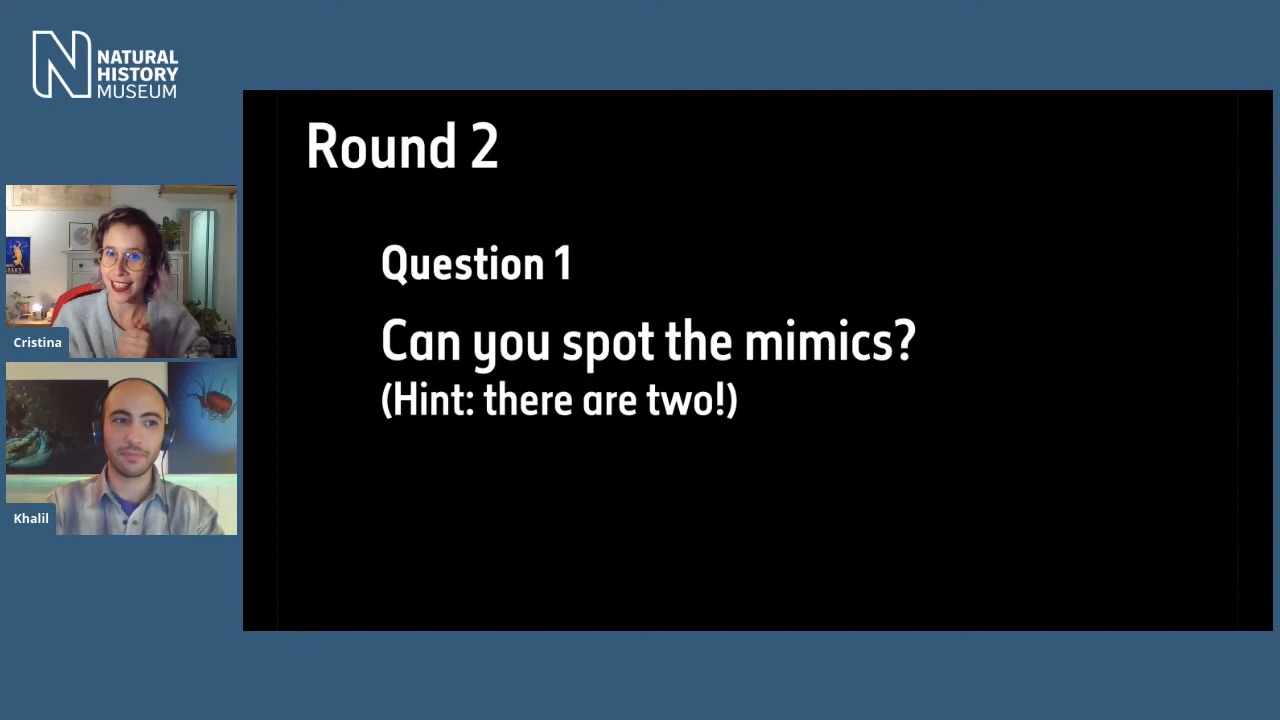 NATURAL
HISTORY
MUSEUM
Round 2
Question 1
Can you spot the mimics?
(Hint: there are two!)
Cristina
Khalil